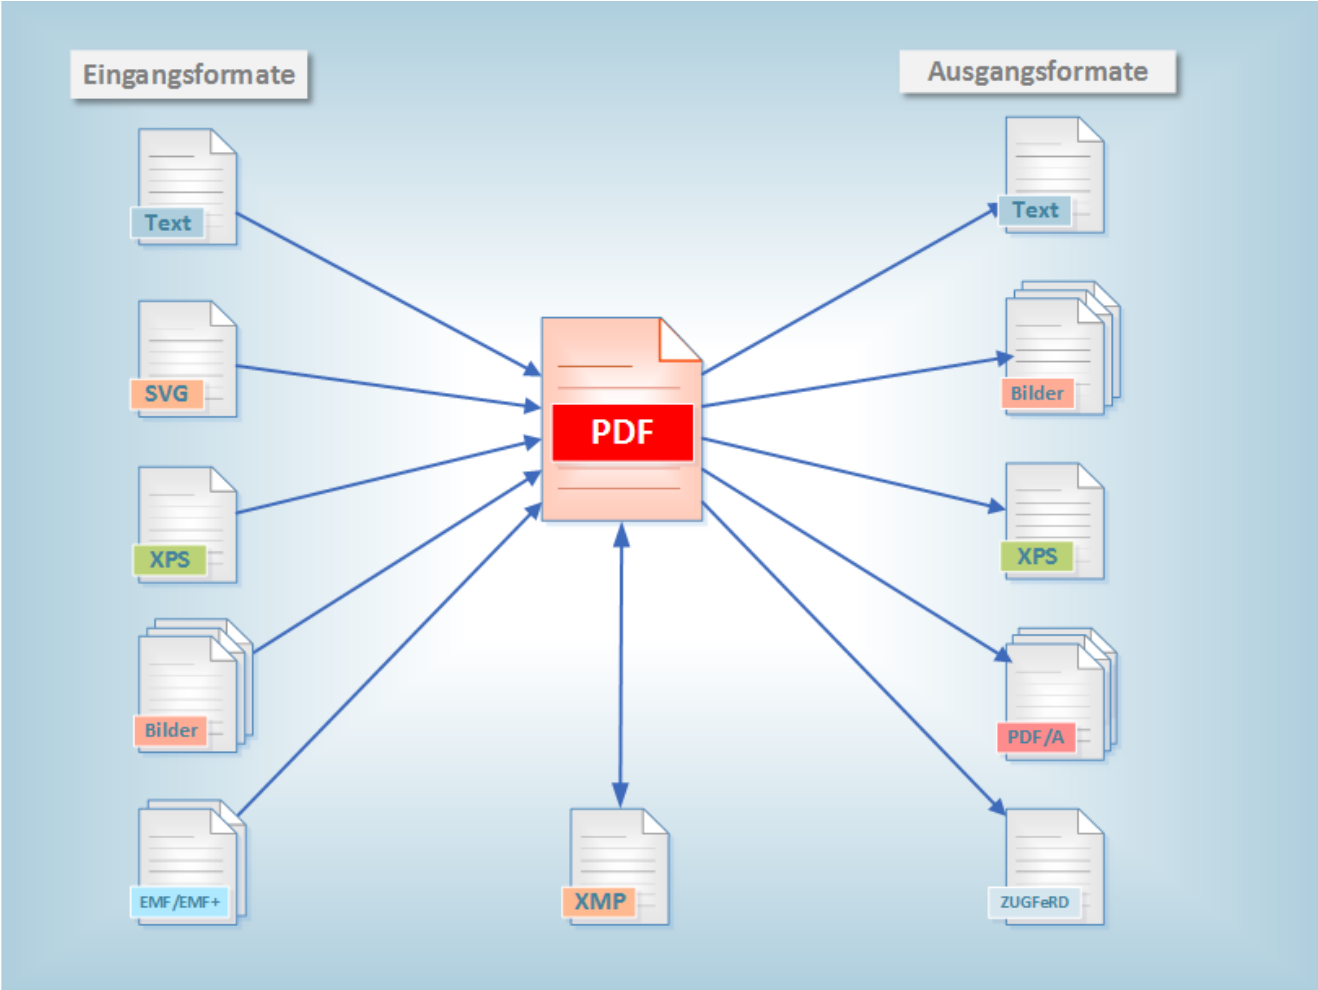 Eingangsformate
Ausgangsformate
Text
SVG
XPS
Bilder
EMF/EMF+
PDF
XMP
Text
Bilder
XPS
PDF/A
ZUGFeRD